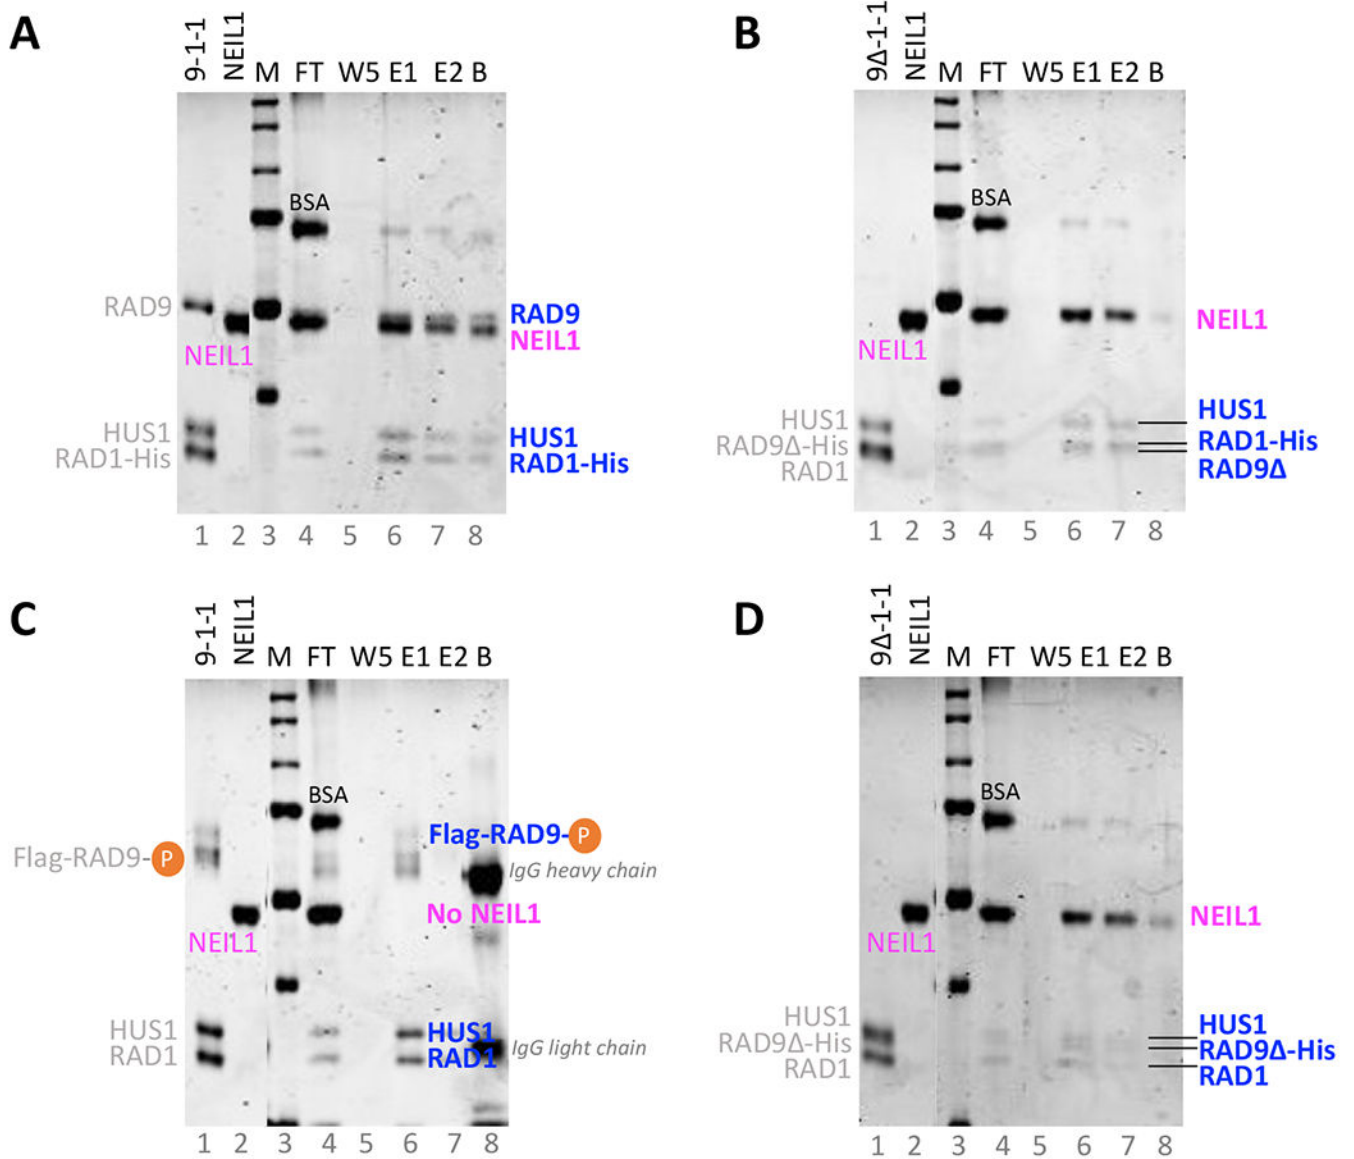 A
9-1-1
NEIL1
M FT W5 E1 E2 B
BSA
RAD9
NEIL1
HUS1
RAD1-His
RAD9
NEIL1
HUS1
RAD1-His
1 2 3 4 5 6 7 8
B
9Δ-1-1
NEIL1
M FT W5 E1 E2 B
BSA
NEIL1
HUS1
RAD9Δ-His
RAD1
NEIL1
HUS1
RAD1-His
RAD9Δ
1 2 3 4 5 6 7 8
C
9-1-1
NEIL1
M FT W5 E1 E2 B
BSA
Flag-RAD9-P
NEIL1
HUS1
RAD1
Flag-RAD9-P
IgG heavy chain
No NEIL1
HUS1
RAD1
IgG light chain
1 2 3 4 5 6 7 8
D
9Δ-1-1
NEIL1
M FT W5 E1 E2 B
BSA
NEIL1
HUS1
RAD9Δ-His
RAD1
NEIL1
HUS1
RAD9Δ-His
RAD1
1 2 3 4 5 6 7 8